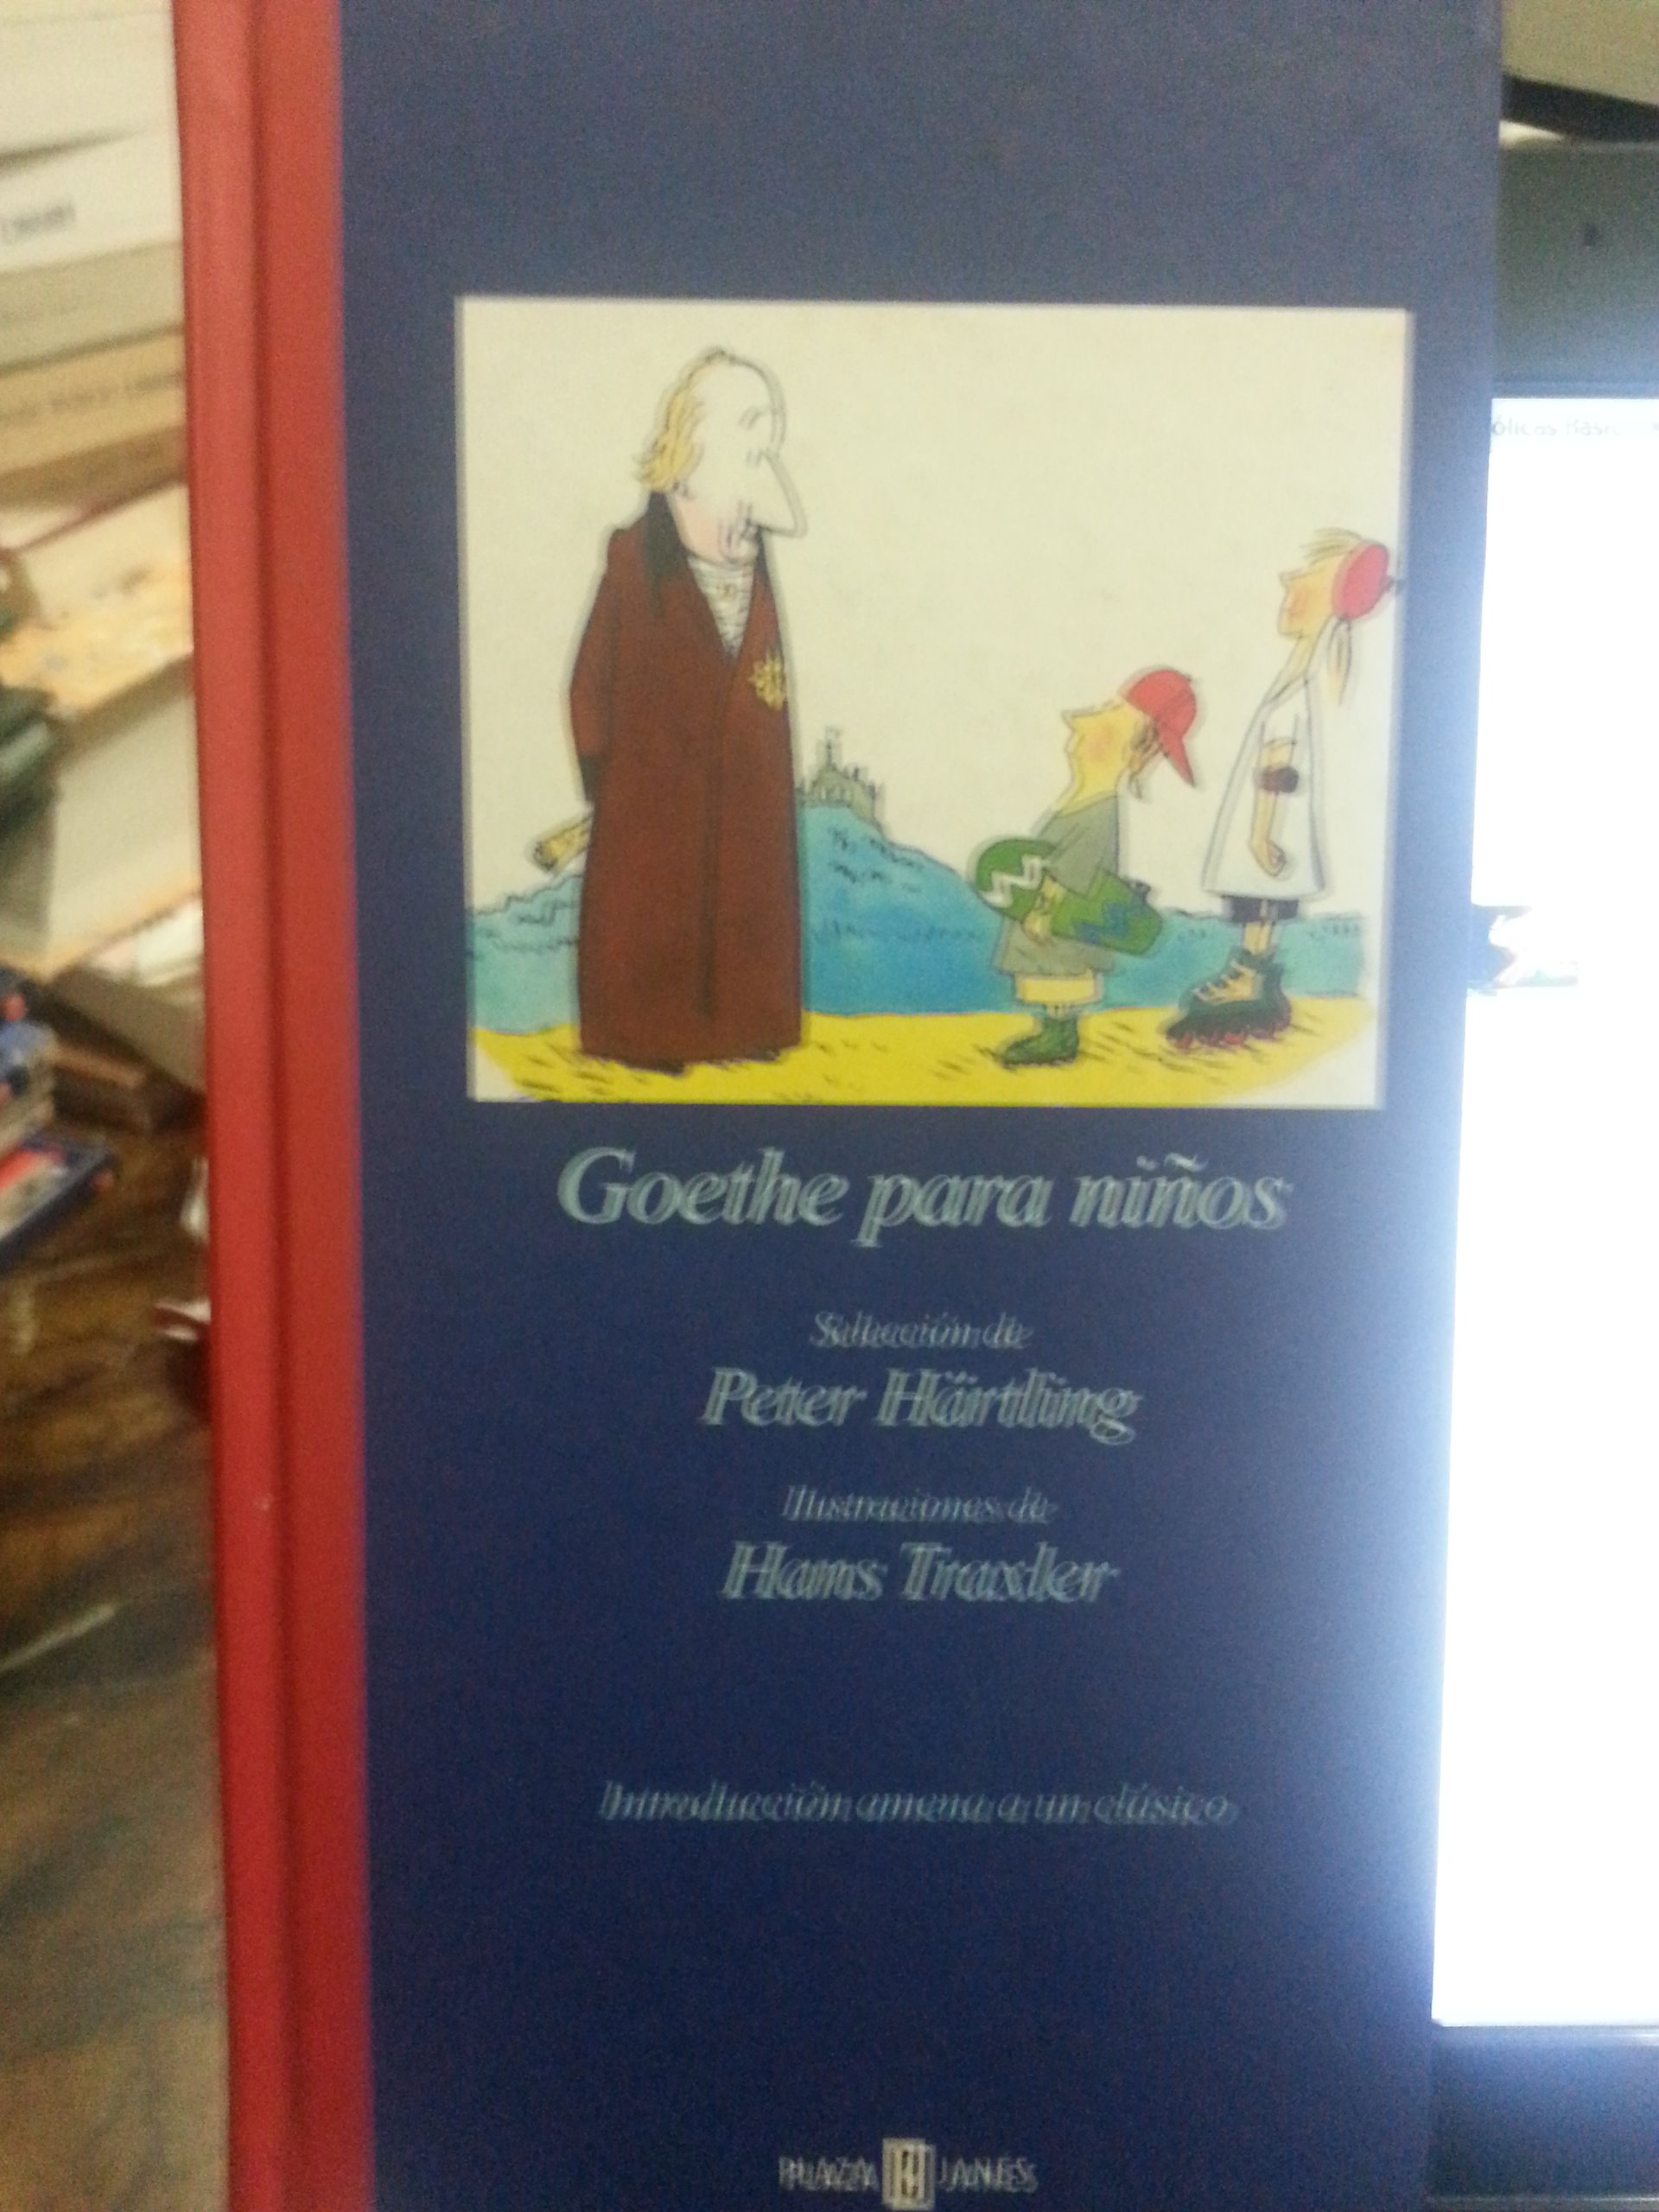 Goethe para niños
Selección de
Peter Härtling
Ilustraciones de
Hans Traxler
Introducción amena a un clásico
PLAZA JANÉS